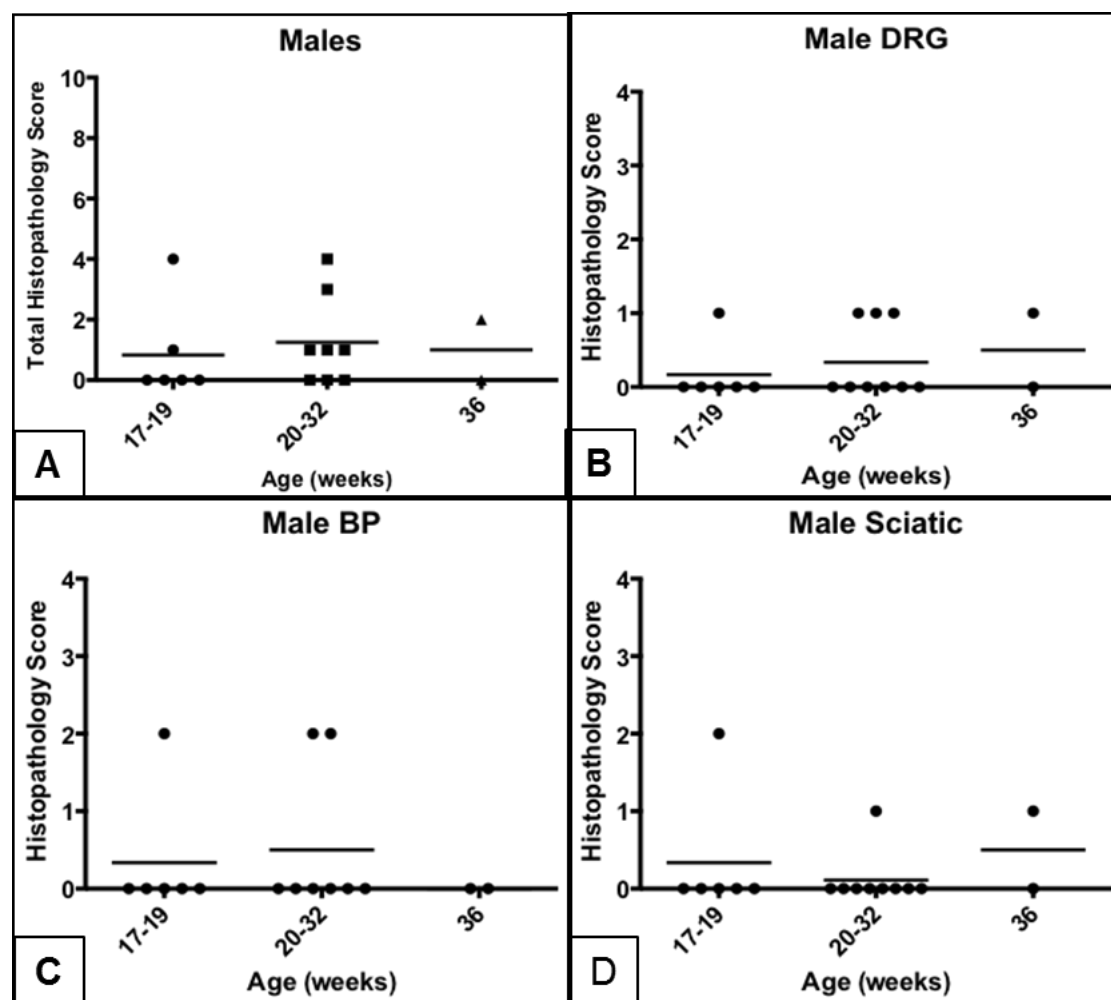 Males
Total Histopathology Score
10
8
6
4
2
0
17-19
20-32
36
Age (weeks)
A
Male DRG
Histopathology Score
4
3
2
1
0
17-19
20-32
36
Age (weeks)
B
Male BP
Histopathology Score
4
3
2
1
0
17-19
20-32
36
Age (weeks)
C
Male Sciatic
Histopathology Score
4
3
2
1
0
17-19
20-32
36
Age (weeks)
D